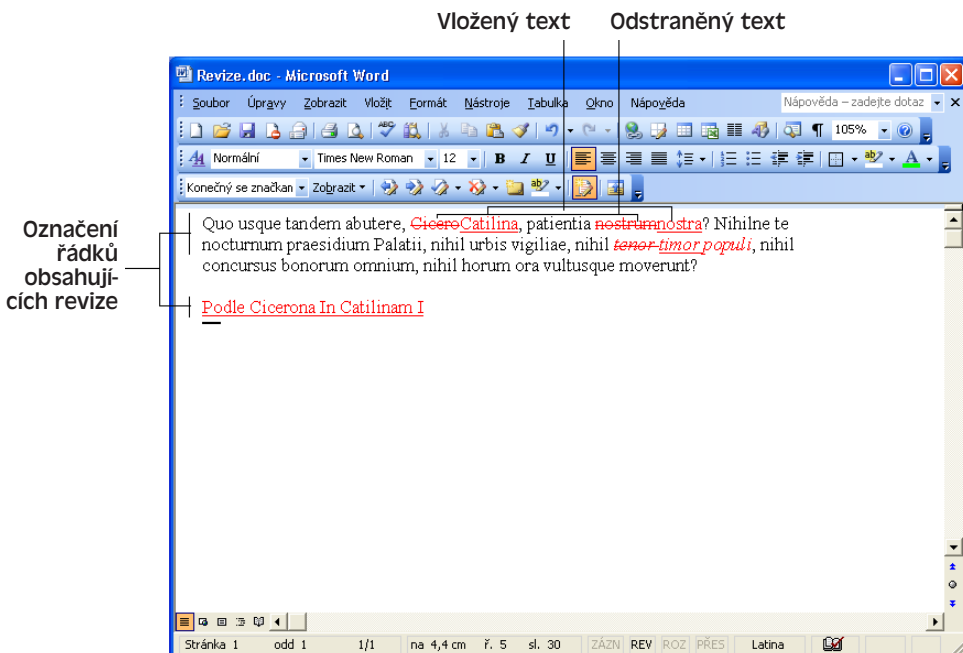 Vložený text Odstraněný text
Revize.doc - Microsoft Word
Soubor Úpravy Zobrazit Vložit Formát Nástroje Tabulka Okno Nápověda Nápověda – zadejte dotaz
105%
Normální Times New Roman 12 B I U
Konečný se značkan Zobrazit
Označení
řádků
obsahují-
cích revize
Quo usque tandem abutere, CiceroCatilina, patientia nostrumnostra? Nihilne te
nocturnum praesidium Palatii, nihil urbis vigiliae, nihil tenor timor populi, nihil
concursus bonorum omnium, nihil horum ora vultusque moverunt?
Podle Cicerona In Catilinam I
Stránka 1 odd 1 1/1 na 4,4 cm ř. 5 sl. 30 ZÁZN REV ROZ PŘES Latina